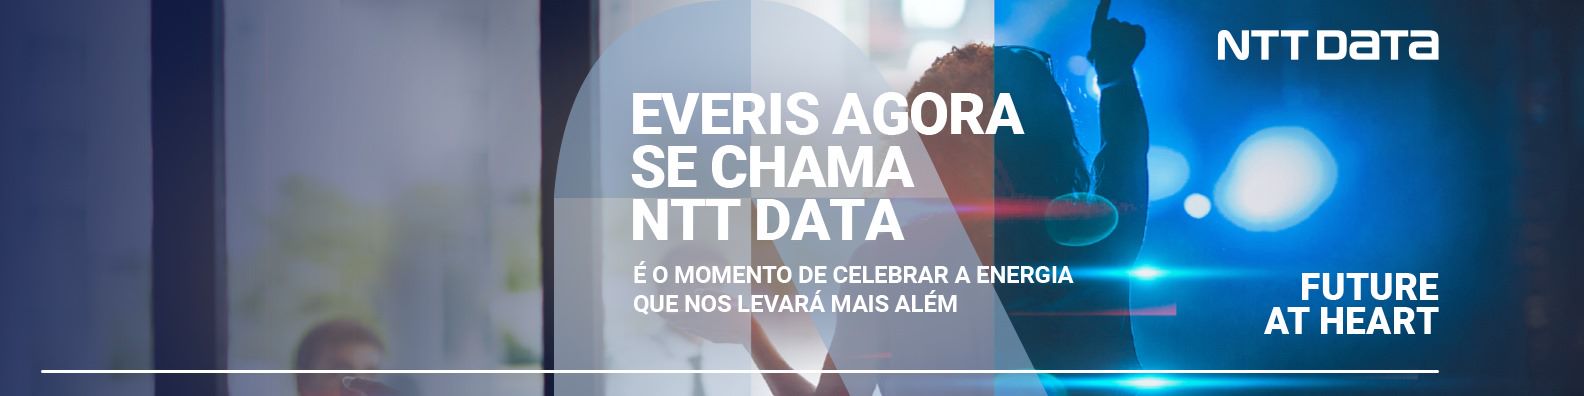 NTT DATA
EVERIS AGORA
SE CHAMA
NTT DATA
É O MOMENTO DE CELEBRAR A ENERGIA
QUE NOS LEVARÁ MAIS ALÉM
FUTURE
AT HEART